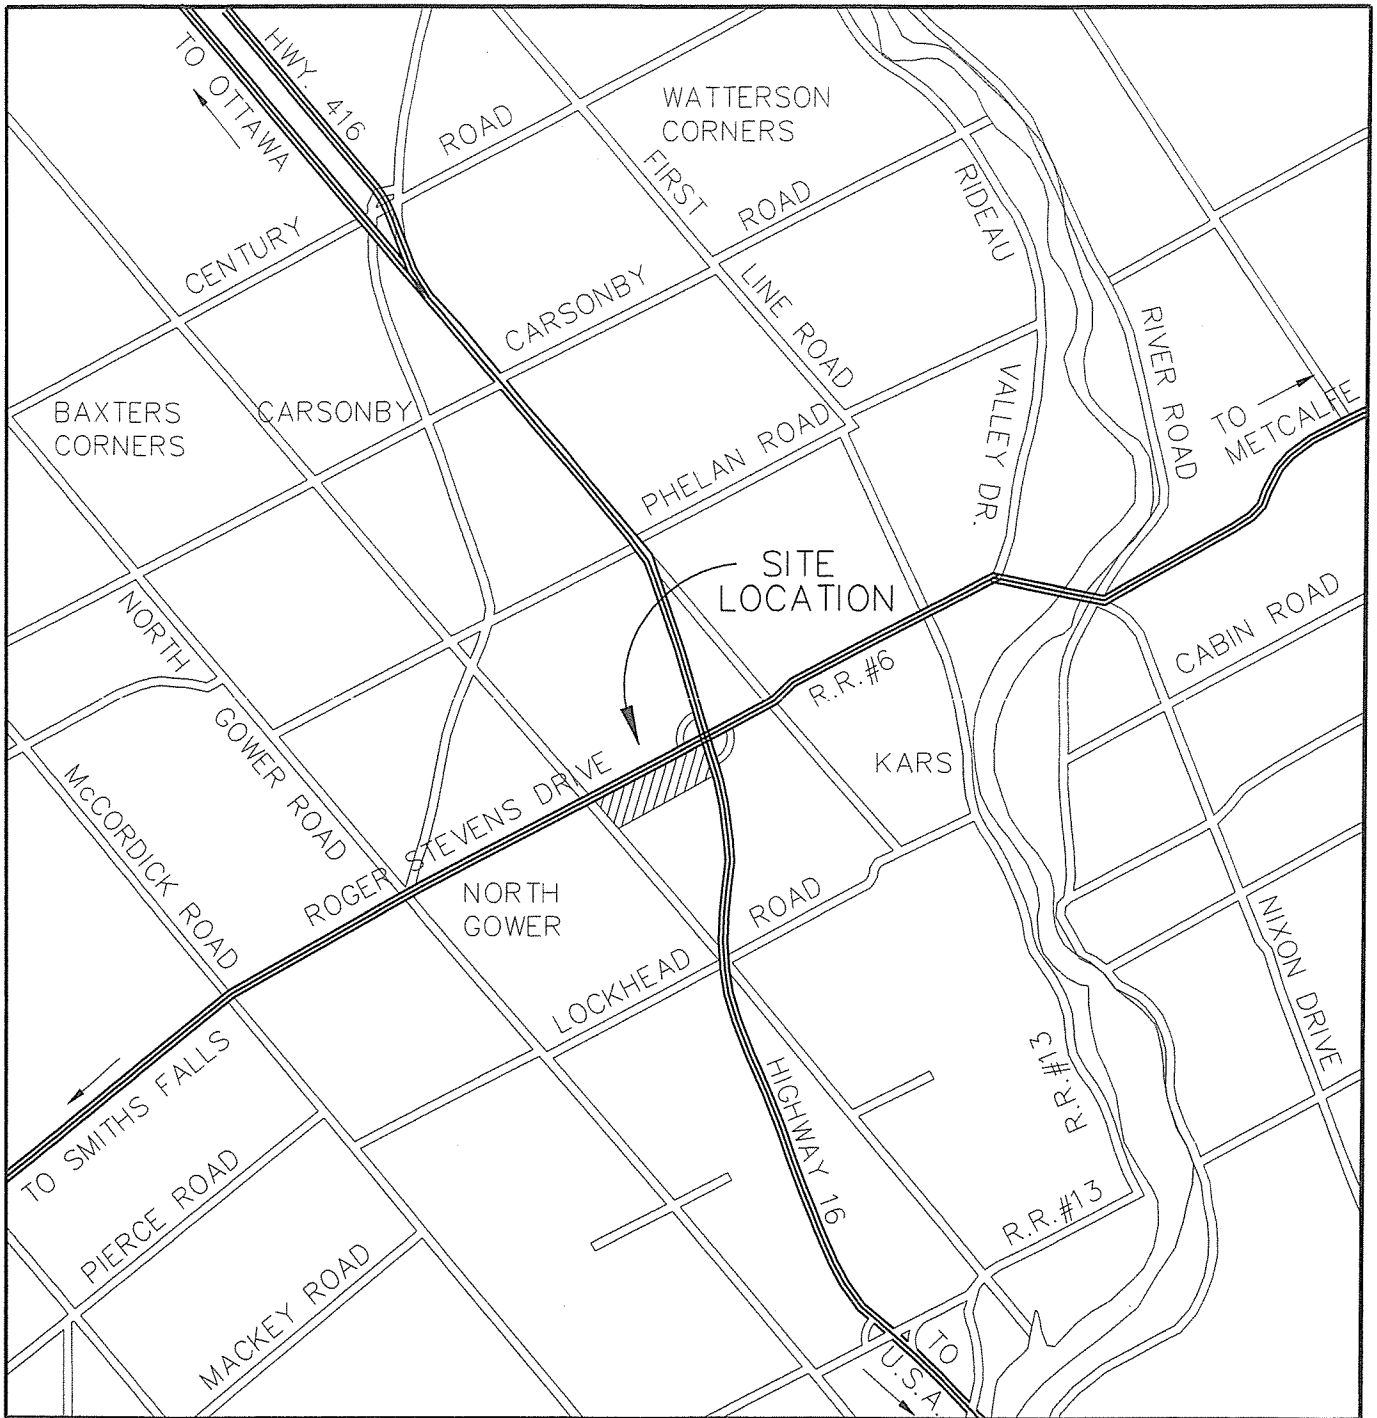 TO OTTAWA
HWY. 416
CENTURY
ROAD
WATTERSON
CORNERS
FIRST
LINE ROAD
CARSONBY
ROAD
RIDEAU
VALLEY DR.
RIVER ROAD
TO
METCALFE
BAXTERS
CORNERS
CARSONBY
PHELAN ROAD
SITE
LOCATION
NORTH
GOWER ROAD
McCORDICK ROAD
ROGER STEVENS DRIVE
R.R.#6
CABIN ROAD
KARS
NORTH
GOWER
LOCKHEAD
ROAD
NIXON DRIVE
TO SMITHS FALLS
PIERCE ROAD
MACKEY ROAD
HIGHWAY 16
R.R.#13
R.R.#13
TO
U.S.A.